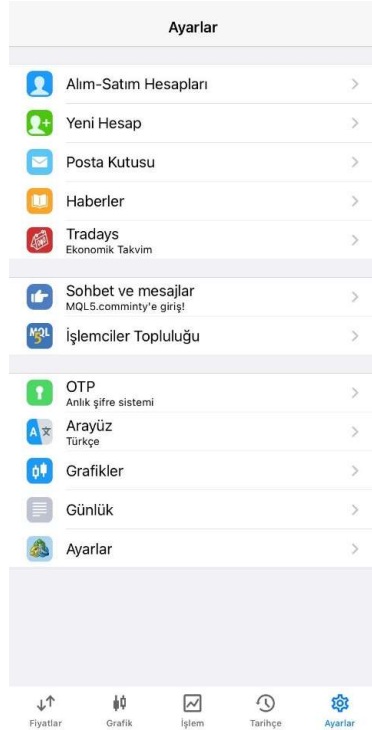 Ayarlar
Alım-Satım Hesapları
Yeni Hesap
Posta Kutusu
Haberler
Tradays
Ekonomik Takvim
Sohbet ve mesajlar
MQL5.comminty'e giriş!
MQL5
İşlemciler Topluluğu
OTP
Anlık şifre sistemi
A
Arayüz
Türkçe
Grafikler
Günlük
Ayarlar
Fiyatlar
Grafik
İşlem
Tarihçe
Ayarlar